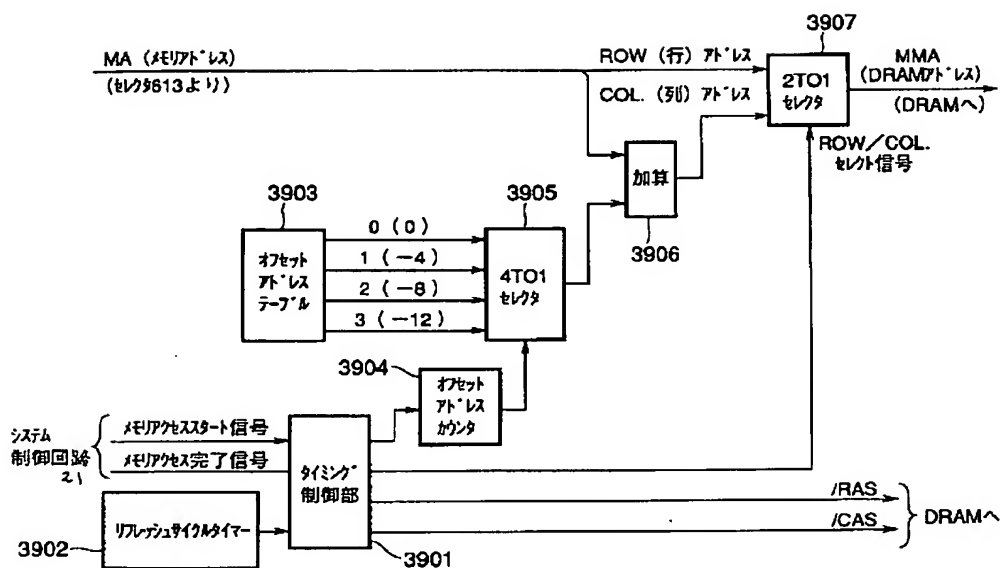 3907
MA (メモリアドレス)
(セレクタ613より)
ROW (行) アドレス
COL. (列) アドレス
2TO1
セレクタ
MMA
(DRAMアドレス)
(DRAMへ)
ROW/COL.
セレクト信号
加算
3906
3903
オフセット
アドレス
テーブル
0 (0)
1 (-4)
2 (-8)
3 (-12)
3905
4TO1
セレクタ
3904
オフセット
アドレス
カウンタ
システム
制御回路
21
メモリアクセススタート信号
メモリアクセス完了信号
タイミング
制御部
3901
3902
リフレッシュサイクルタイマー
/RAS
/CAS
DRAMへ